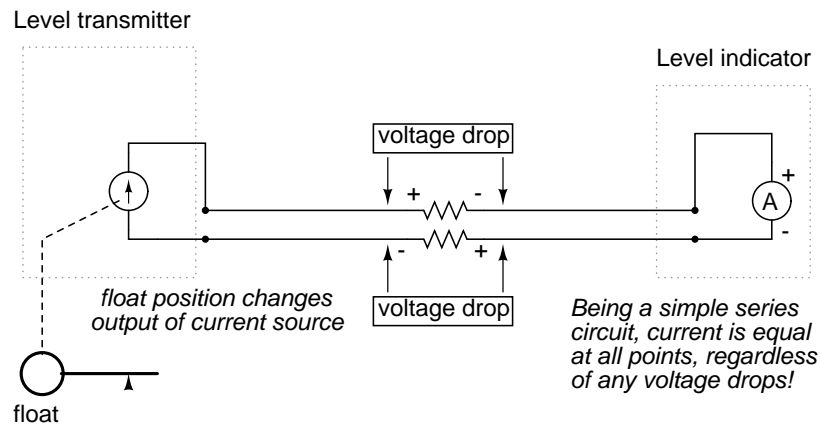 Level transmitter
Level indicator
voltage drop
+ -
+
A
-
- +
voltage drop
float position changes
output of current source
Being a simple series
circuit, current is equal
at all points, regardless
of any voltage drops!
float